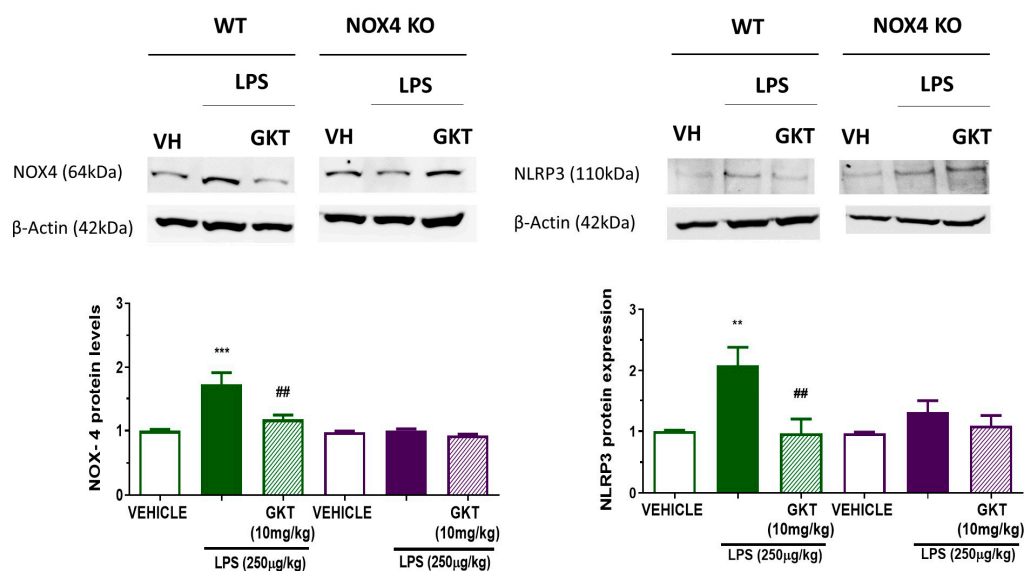 WT
NOX4 KO
LPS
LPS
VH
GKT
VH
GKT
NOX4 (64kDa)
β-Actin (42kDa)
WT
NOX4 KO
LPS
LPS
VH
GKT
VH
GKT
NLRP3 (110kDa)
β-Actin (42kDa)
NOX- 4 protein levels
3
2
1
0
***
##
VEHICLE
GKT
(10mg/kg)
VEHICLE
GKT
(10mg/kg)
LPS (250µg/kg)
LPS (250µg/kg)
NLRP3 protein expression
3
2
1
0
**
##
VEHICLE
GKT
(10mg/kg)
VEHICLE
GKT
(10mg/kg)
LPS (250µg/kg)
LPS (250µg/kg)